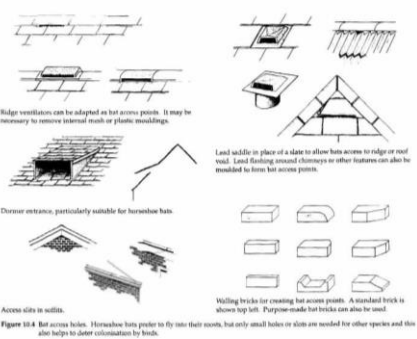 Ridge ventilators can be adapted as bat access points. It may be
necessary to remove internal mesh or plastic mouldings.
Lead saddle in place of a slate to allow bats access to ridge or roof
void. Lead flashing around chimneys or other features can also be
moulded to form bat access points.
Dormer entrance, particularly suitable for horseshoe bats.
Access slits in soffits.
Walling bricks for creating bat access points. A standard brick is
shown top left. Purpose-made bat bricks can also be used.
Figure 10.4 Bat access holes. Horseshoe bats prefer to fly into their roosts, but only small holes or slots are needed for other species and this
also helps to deter colonisation by birds.